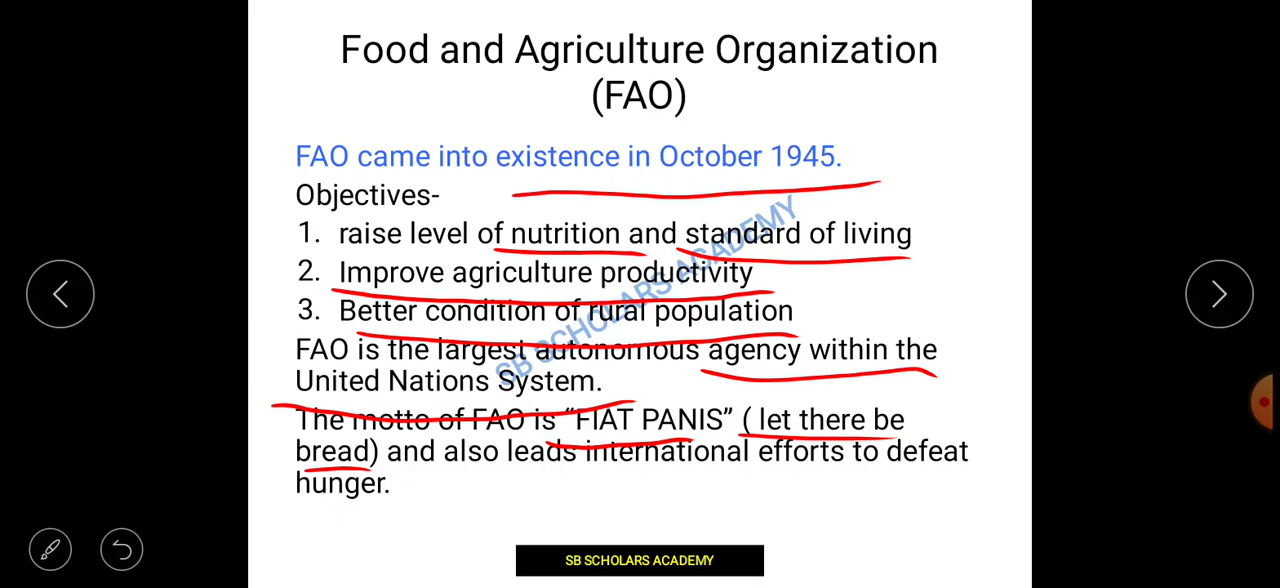 Food and Agriculture Organization
(FAO)
FAO came into existence in October 1945.
Objectives-
1. raise level of nutrition and standard of living
2. Improve agriculture productivity
3. Better condition of rural population
FAO is the largest autonomous agency within the
United Nations System.
The motto of FAO is “FIAT PANIS” ( let there be
bread) and also leads international efforts to defeat
hunger.
SB SCHOLARS ACADEMY
SB SCHOLARS ACADEMY